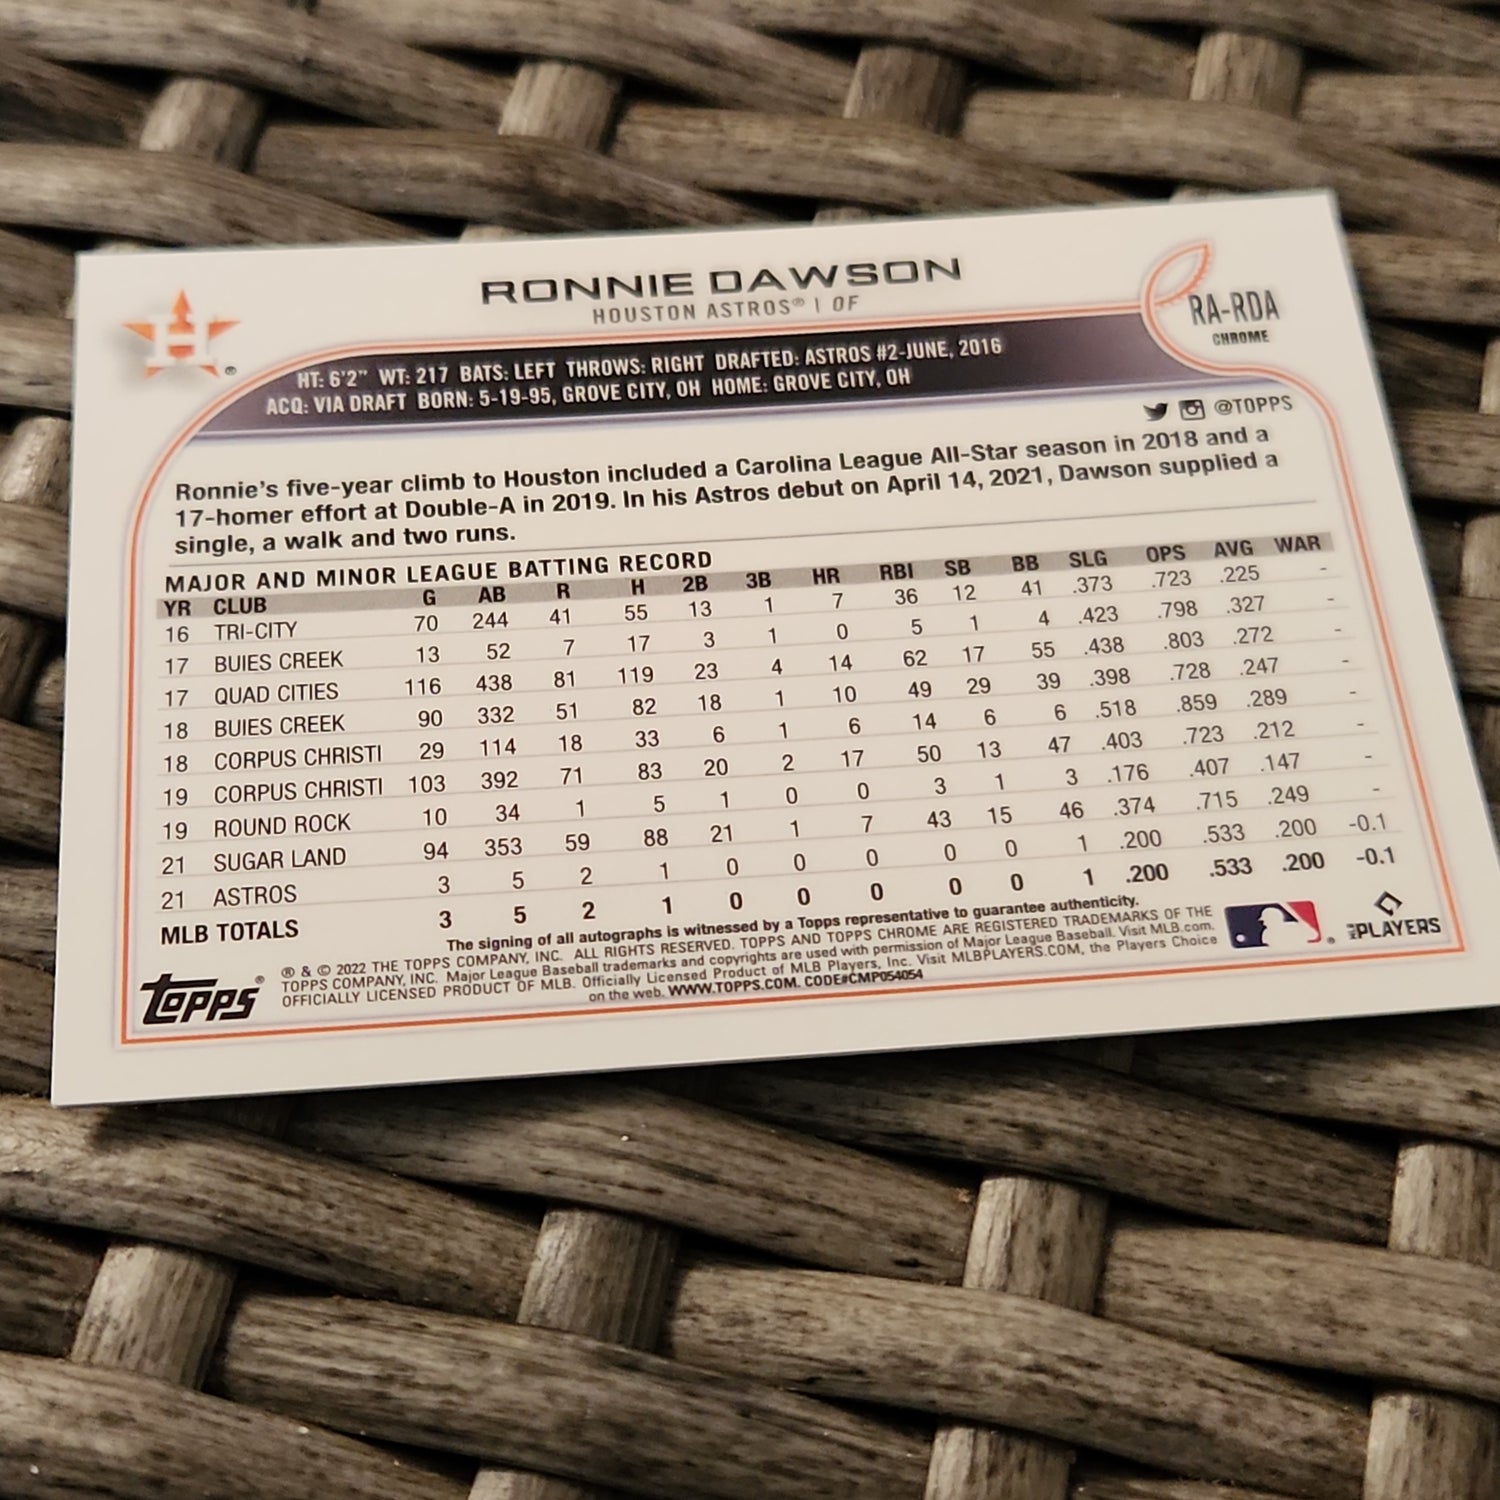 RONNIE DAWSON
HOUSTON ASTROS® | OF
H
®
RA-RDA
CHROME
HT: 6'2" WT: 217 BATS: LEFT THROWS: RIGHT DRAFTED: ASTROS #2-JUNE, 2016
ACQ: VIA DRAFT BORN: 5-19-95, GROVE CITY, OH HOME: GROVE CITY, OH
@TOPPS
Ronnie's five-year climb to Houston included a Carolina League All-Star season in 2018 and a
17-homer effort at Double-A in 2019. In his Astros debut on April 14, 2021, Dawson supplied a
single, a walk and two runs.
MAJOR AND MINOR LEAGUE BATTING RECORD
YR CLUB G AB R H 2B 3B HR RBI SB BB SLG OPS AVG WAR
16 TRI-CITY 70 244 41 55 13 1 7 36 12 41 .373 .723 .225 -
17 BUIES CREEK 13 52 7 17 3 1 0 5 1 4 .423 .798 .327 -
17 QUAD CITIES 116 438 81 119 23 4 14 62 17 55 .438 .803 .272 -
18 BUIES CREEK 90 332 51 82 18 1 10 49 29 39 .398 .728 .247 -
18 CORPUS CHRISTI 29 114 18 33 6 1 6 14 6 6 .518 .859 .289 -
19 CORPUS CHRISTI 103 392 71 83 20 2 17 50 13 47 .403 .723 .212 -
19 ROUND ROCK 10 34 1 5 1 0 0 3 1 3 .176 .407 .147 -
21 SUGAR LAND 94 353 59 88 21 1 7 43 15 46 .374 .715 .249 -
21 ASTROS 3 5 2 1 0 0 0 0 0 1 .200 .533 .200 -0.1
MLB TOTALS 3 5 2 1 0 0 0 0 0 1 .200 .533 .200 -0.1
The signing of all autographs is witnessed by a Topps representative to guarantee authenticity.
® & © 2022 THE TOPPS COMPANY, INC. ALL RIGHTS RESERVED. TOPPS AND TOPPS CHROME ARE REGISTERED TRADEMARKS OF THE
TOPPS COMPANY, INC. Major League Baseball trademarks and copyrights are used with permission of Major League Baseball. Visit MLB.com.
OFFICIALLY LICENSED PRODUCT OF MLB. Officially Licensed Product of MLB Players, Inc. Visit MLBPLAYERS.COM, the Players Choice
on the web. WWW.TOPPS.COM. CODE#CMP054054
topps®
®
PLAYERS